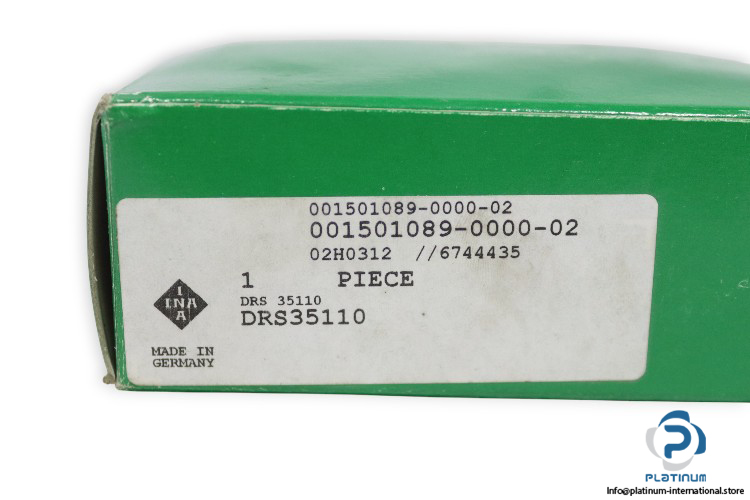 001501089-0000-02
001501089-0000-02
02H0312 //6744435
1 PIECE
DRS 35110
DRS35110
I
INA
A
MADE IN
GERMANY
PLATINUM
Info@platinum-international.store